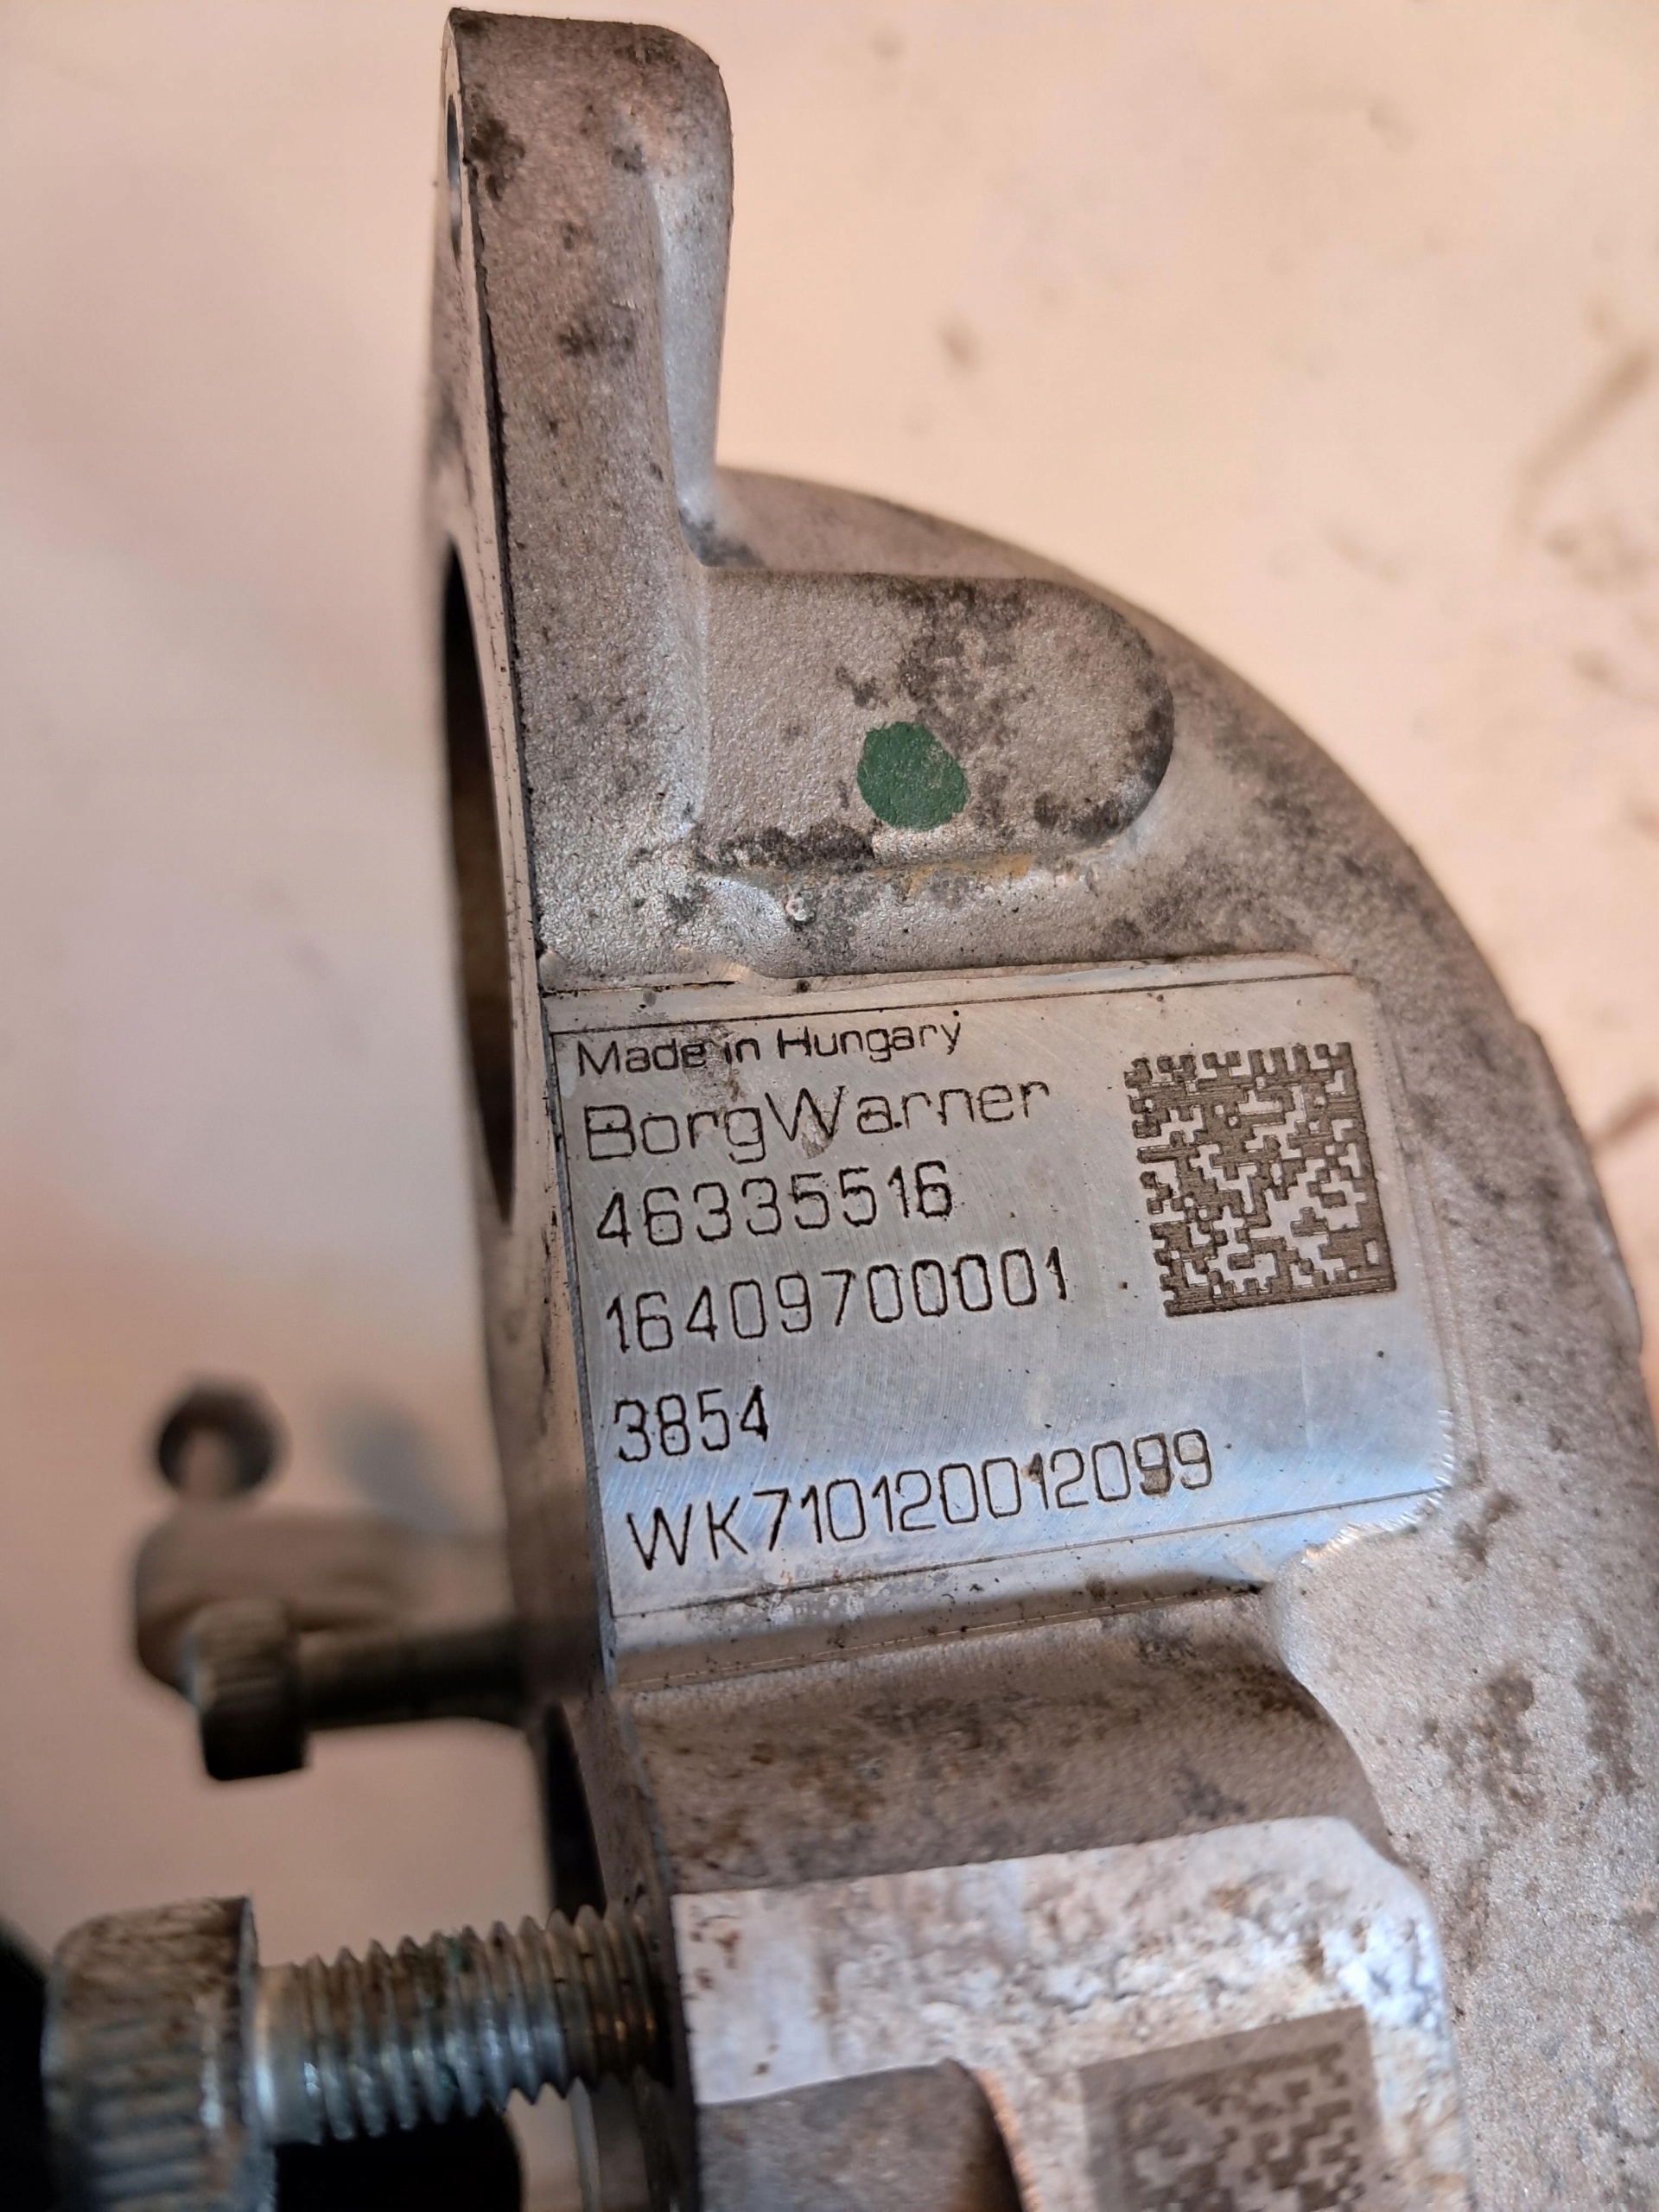 Made in Hungary
BorgWarner
46335516
16409700001
3854
WK710120012099